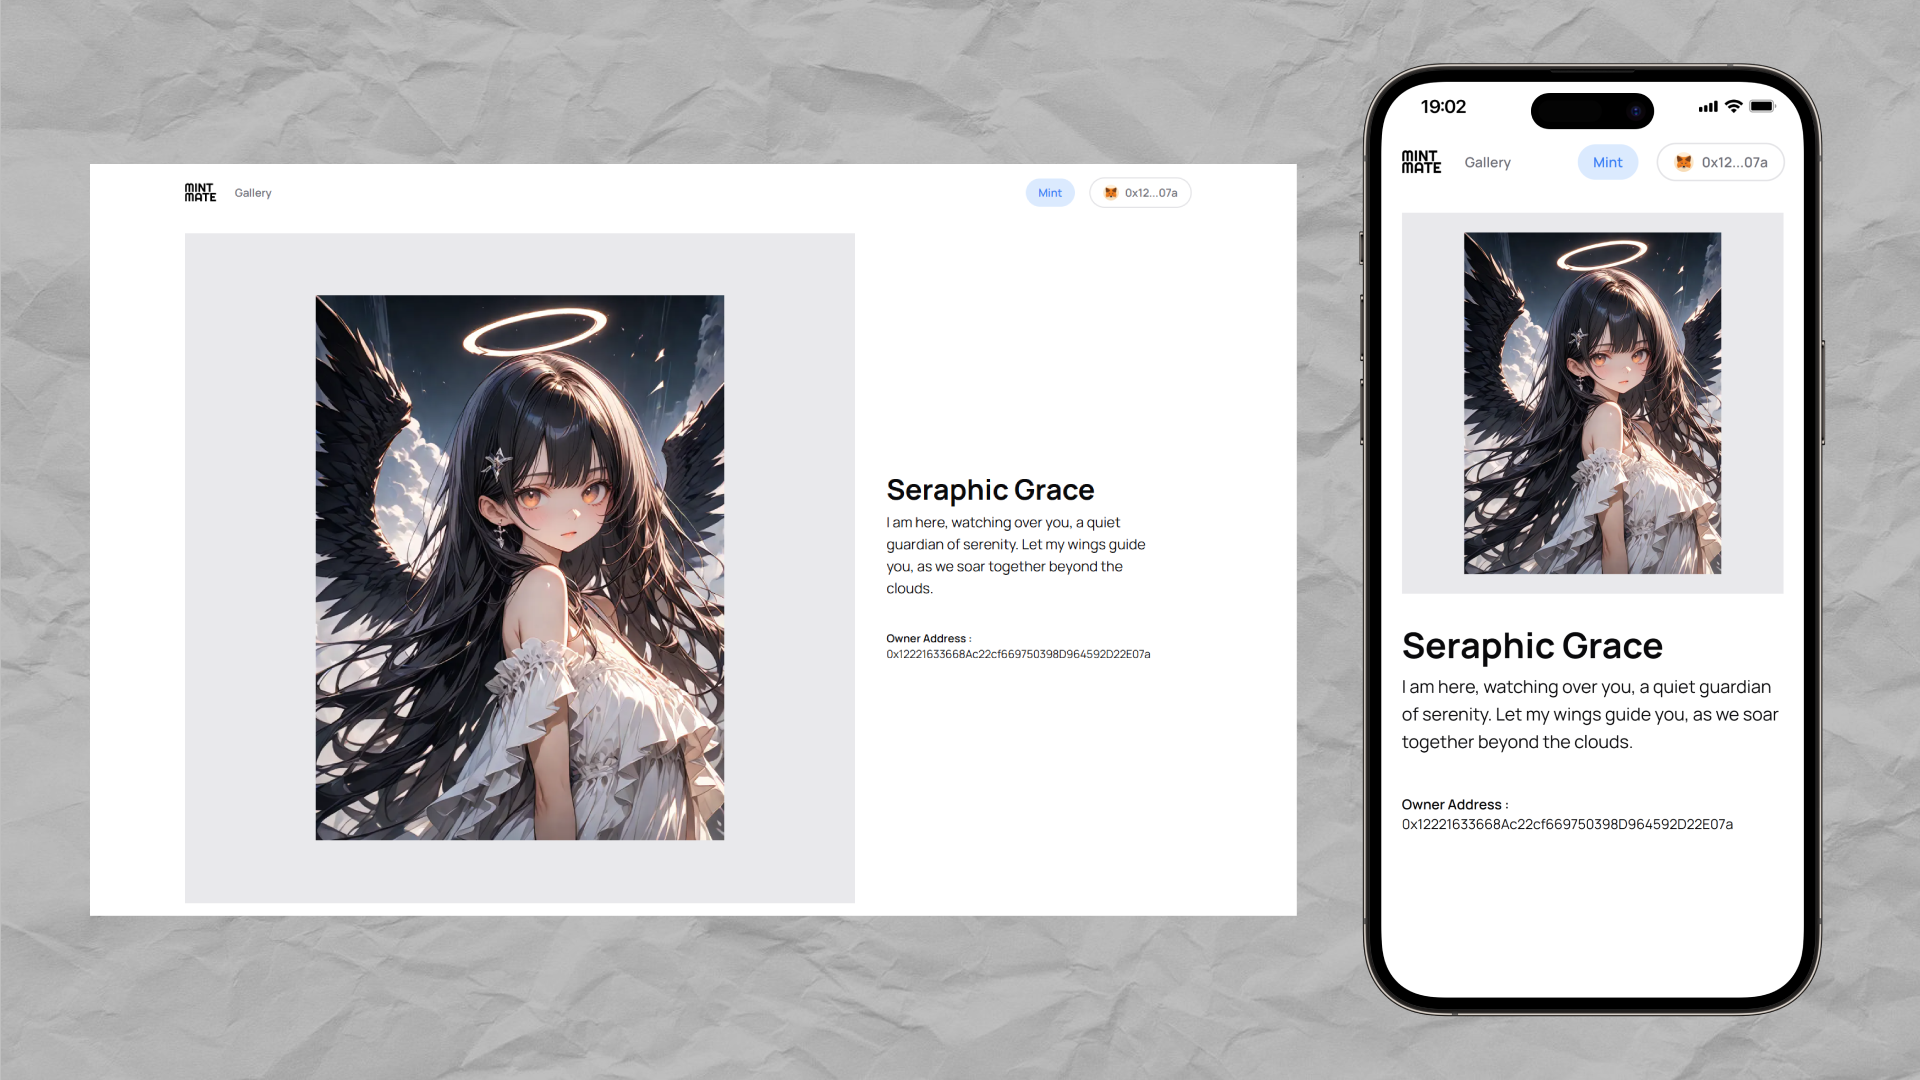 MINT
MATE
Gallery
Mint
0x12...07a
Seraphic Grace
I am here, watching over you, a quiet
guardian of serenity. Let my wings guide
you, as we soar together beyond the
clouds.
Owner Address :
0x12221633668Ac22cf669750398D964592D22E07a
19:02
MINT
MATE
Gallery
Mint
0x12...07a
Seraphic Grace
I am here, watching over you, a quiet guardian
of serenity. Let my wings guide you, as we soar
together beyond the clouds.
Owner Address :
0x12221633668Ac22cf669750398D964592D22E07a